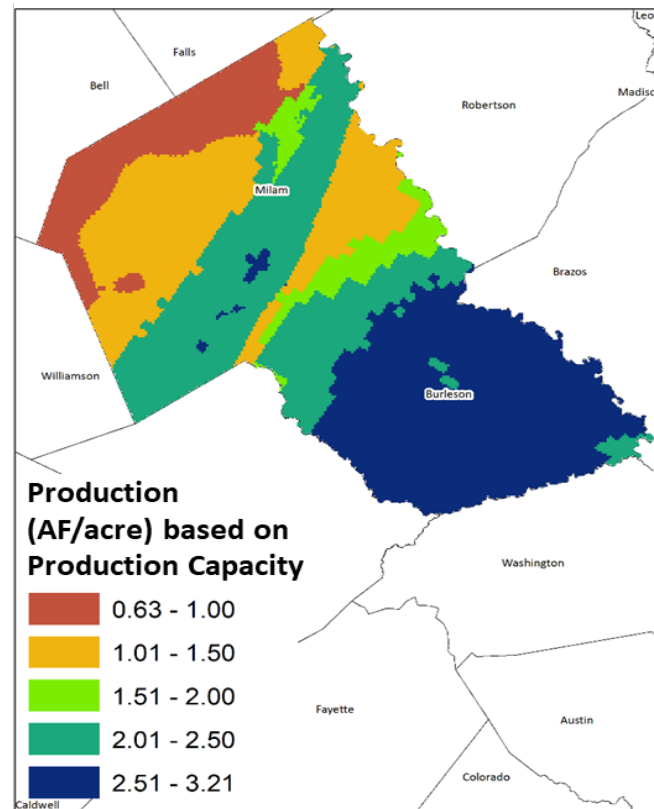 Leo
Falls
Bell
Robertson
Madiso
Milam
Brazos
Williamson
Burleson
Production
(AF/acre) based on
Production Capacity
0.63 - 1.00
1.01 - 1.50
1.51 - 2.00
2.01 - 2.50
2.51 - 3.21
Washington
Fayette
Austin
Colorado
Caldwell